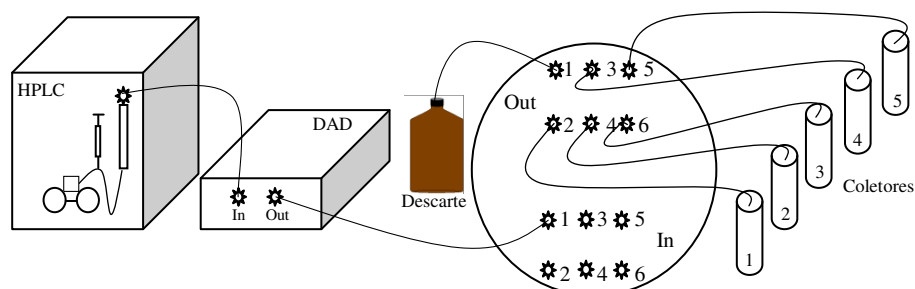 HPLC
DAD
In Out
Descarte
Out
1 3 5
2 4 6
1 3 5
In
2 4 6
5
4
3
Coletores
2
1